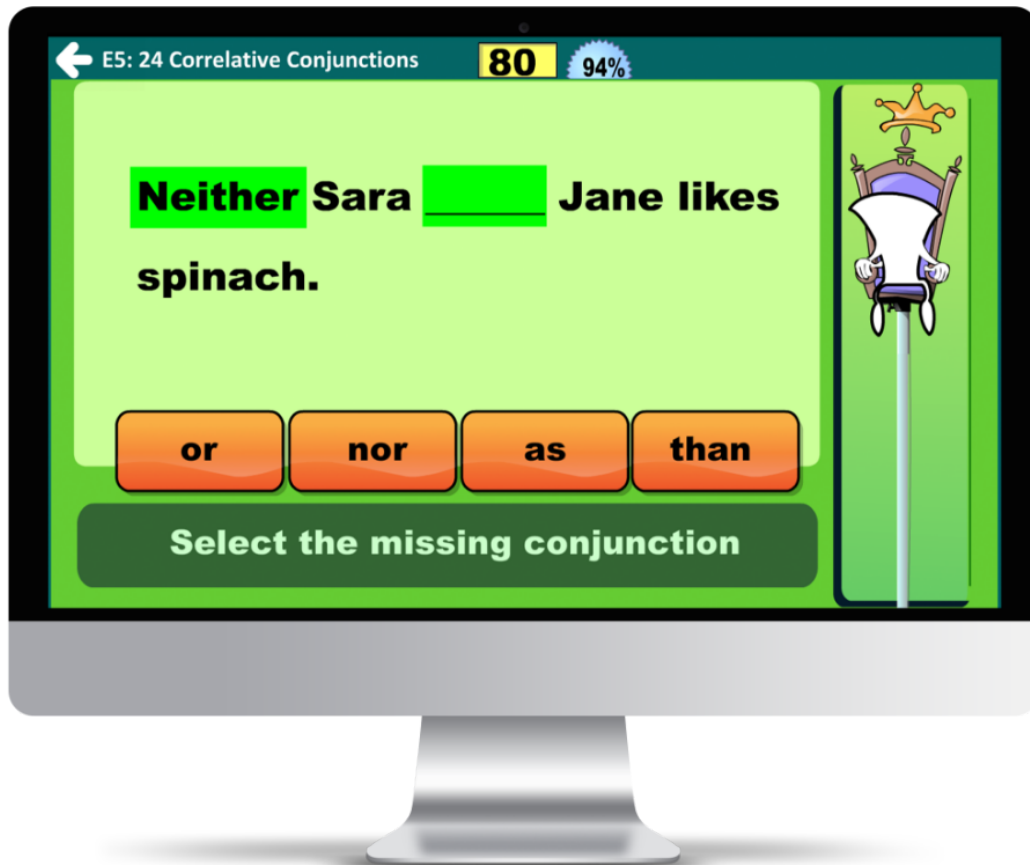 E5: 24 Correlative Conjunctions 80 94%
Neither Sara ______ Jane likes
spinach.
or nor as than
Select the missing conjunction